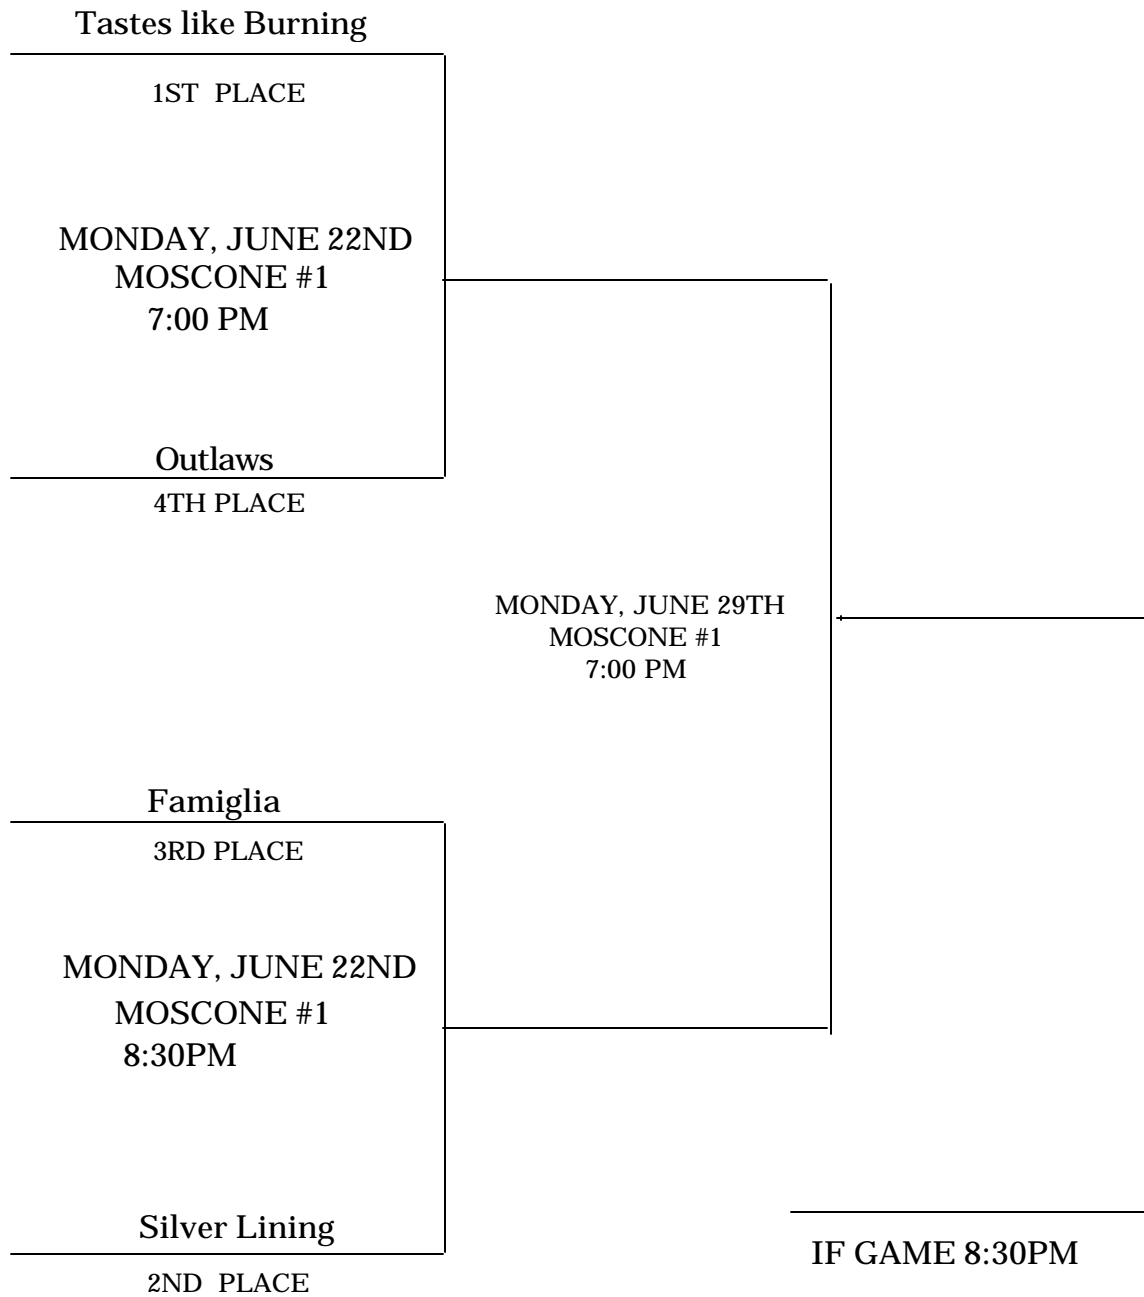 Tastes like Burning
1ST PLACE
MONDAY, JUNE 22ND
MOSCONE #1
7:00 PM
Outlaws
4TH PLACE
MONDAY, JUNE 29TH
MOSCONE #1
7:00 PM
Famiglia
3RD PLACE
MONDAY, JUNE 22ND
MOSCONE #1
8:30PM
Silver Lining
2ND PLACE
IF GAME 8:30PM